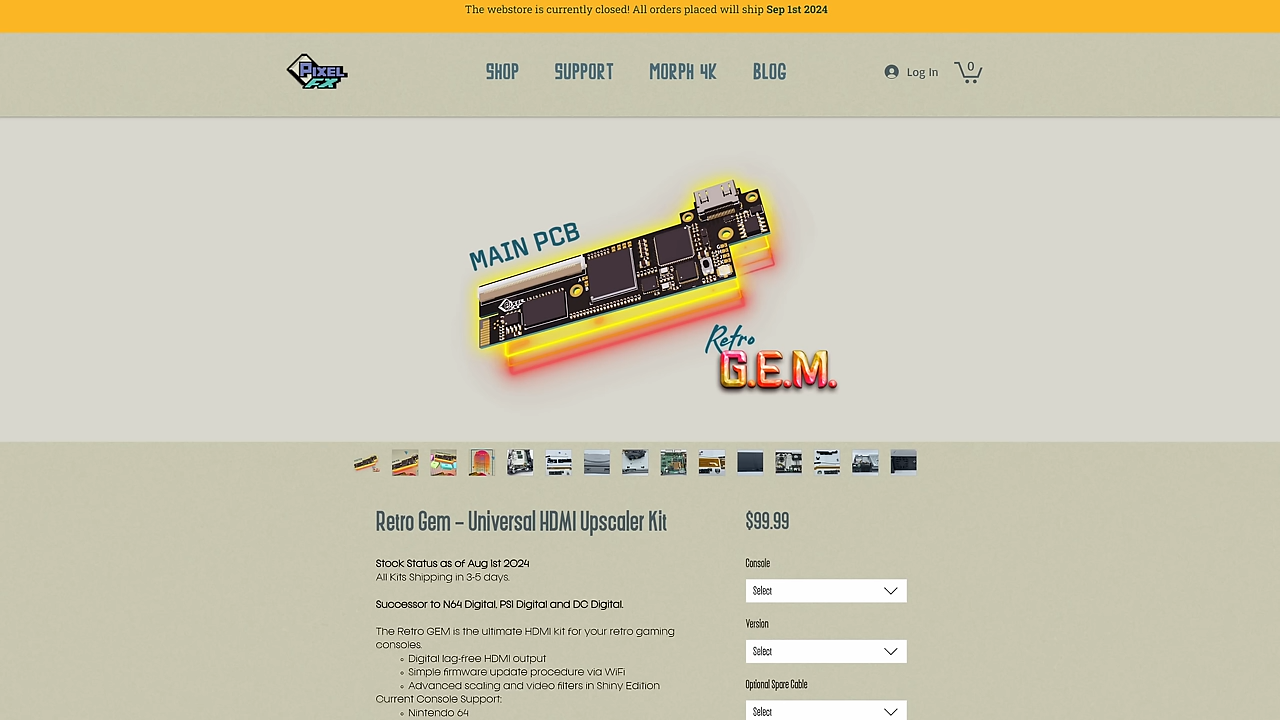 The webstore is currently closed! All orders placed will ship Sep 1st 2024
PIXEL
FX
SHOP
SUPPORT
MORPH 4K
BLOG
Log In
0
MAIN PCB
Retro
G.E.M.
Retro Gem - Universal HDMI Upscaler Kit
$99.99
Stock Status as of Aug 1st 2024
All Kits Shipping in 3-5 days.
Successor to N64 Digital, PS1 Digital and DC Digital.
The Retro GEM is the ultimate HDMI kit for your retro gaming
consoles.
Digital lag-free HDMI output
Simple firmware update procedure via WiFi
Advanced scaling and video filters in Shiny Edition
Current Console Support:
Nintendo 64
Console
Select
Version
Select
Optional Spare Cable
Select